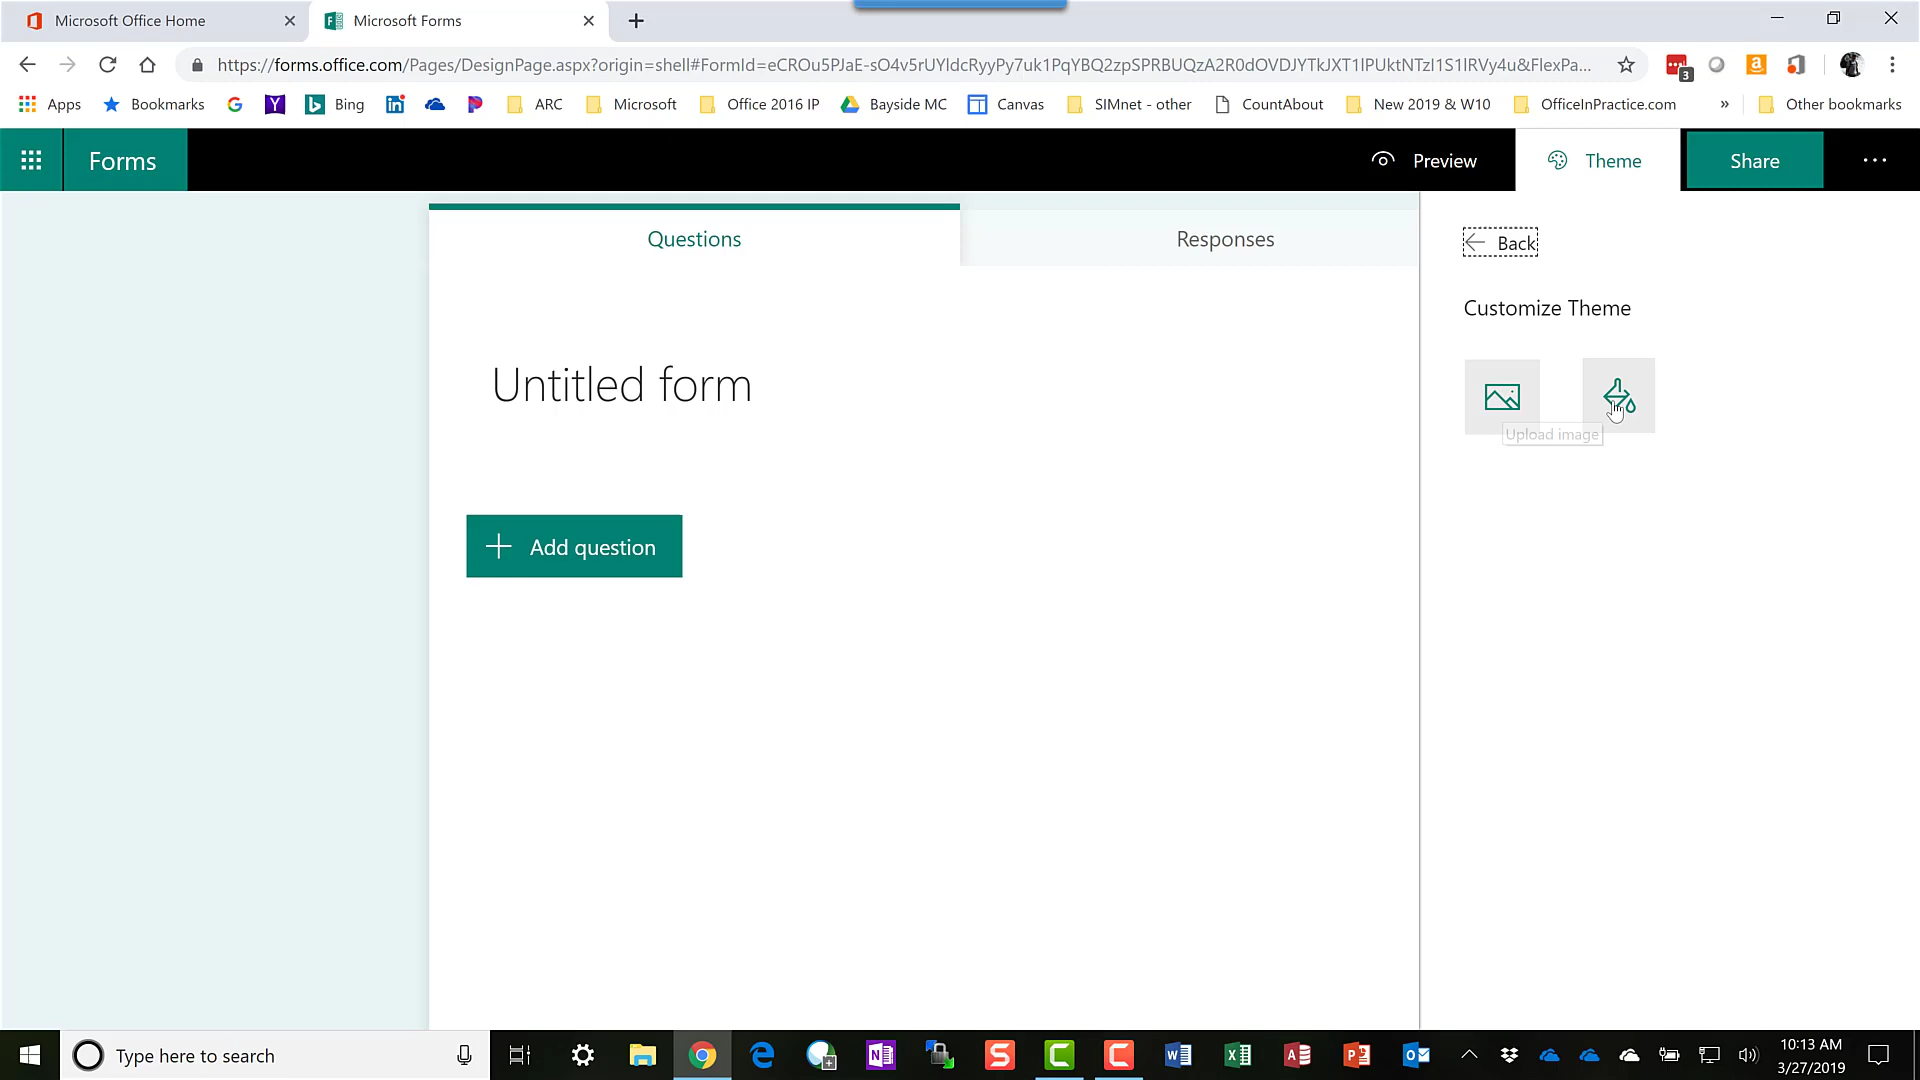 Microsoft Office Home
Microsoft Forms
https://forms.office.com/Pages/DesignPage.aspx?origin=shell#FormId=eCROu5PJaE-sO4v5rUYldcRyyPy7uk1PqYBQ2zpSPRBUQzA2R0dOVDJYTkJXT1lPUktNTzI1S1lRVy4u&FlexPa...
3
Apps
Bookmarks
Bing
ARC
Microsoft
Office 2016 IP
Bayside MC
Canvas
SIMnet - other
CountAbout
New 2019 & W10
OfficeInPractice.com
»
Other bookmarks
Forms
Preview
Theme
Share
Questions
Responses
Back
Customize Theme
Untitled form
Upload image
Add question
Type here to search
10:13 AM
3/27/2019